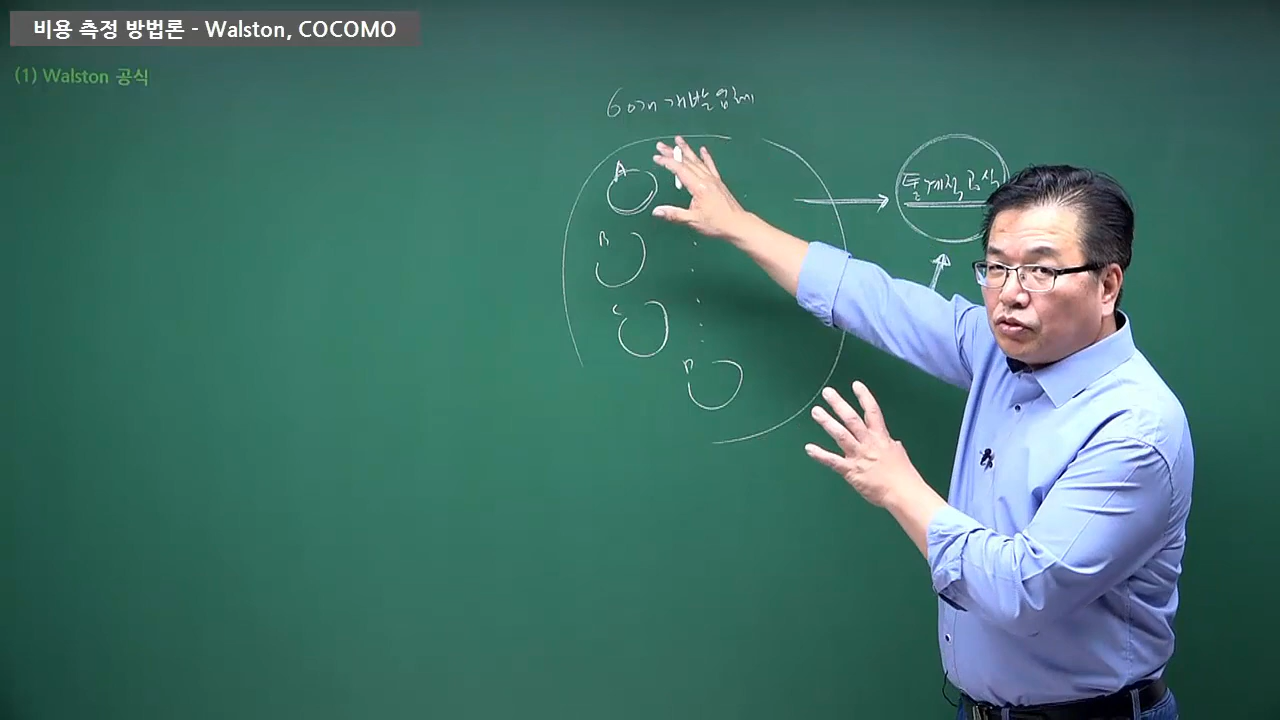 비용 측정 방법론 - Walston, COCOMO
(1) Walston 공식
60개 개발업체
A
통계적 공식
B
C